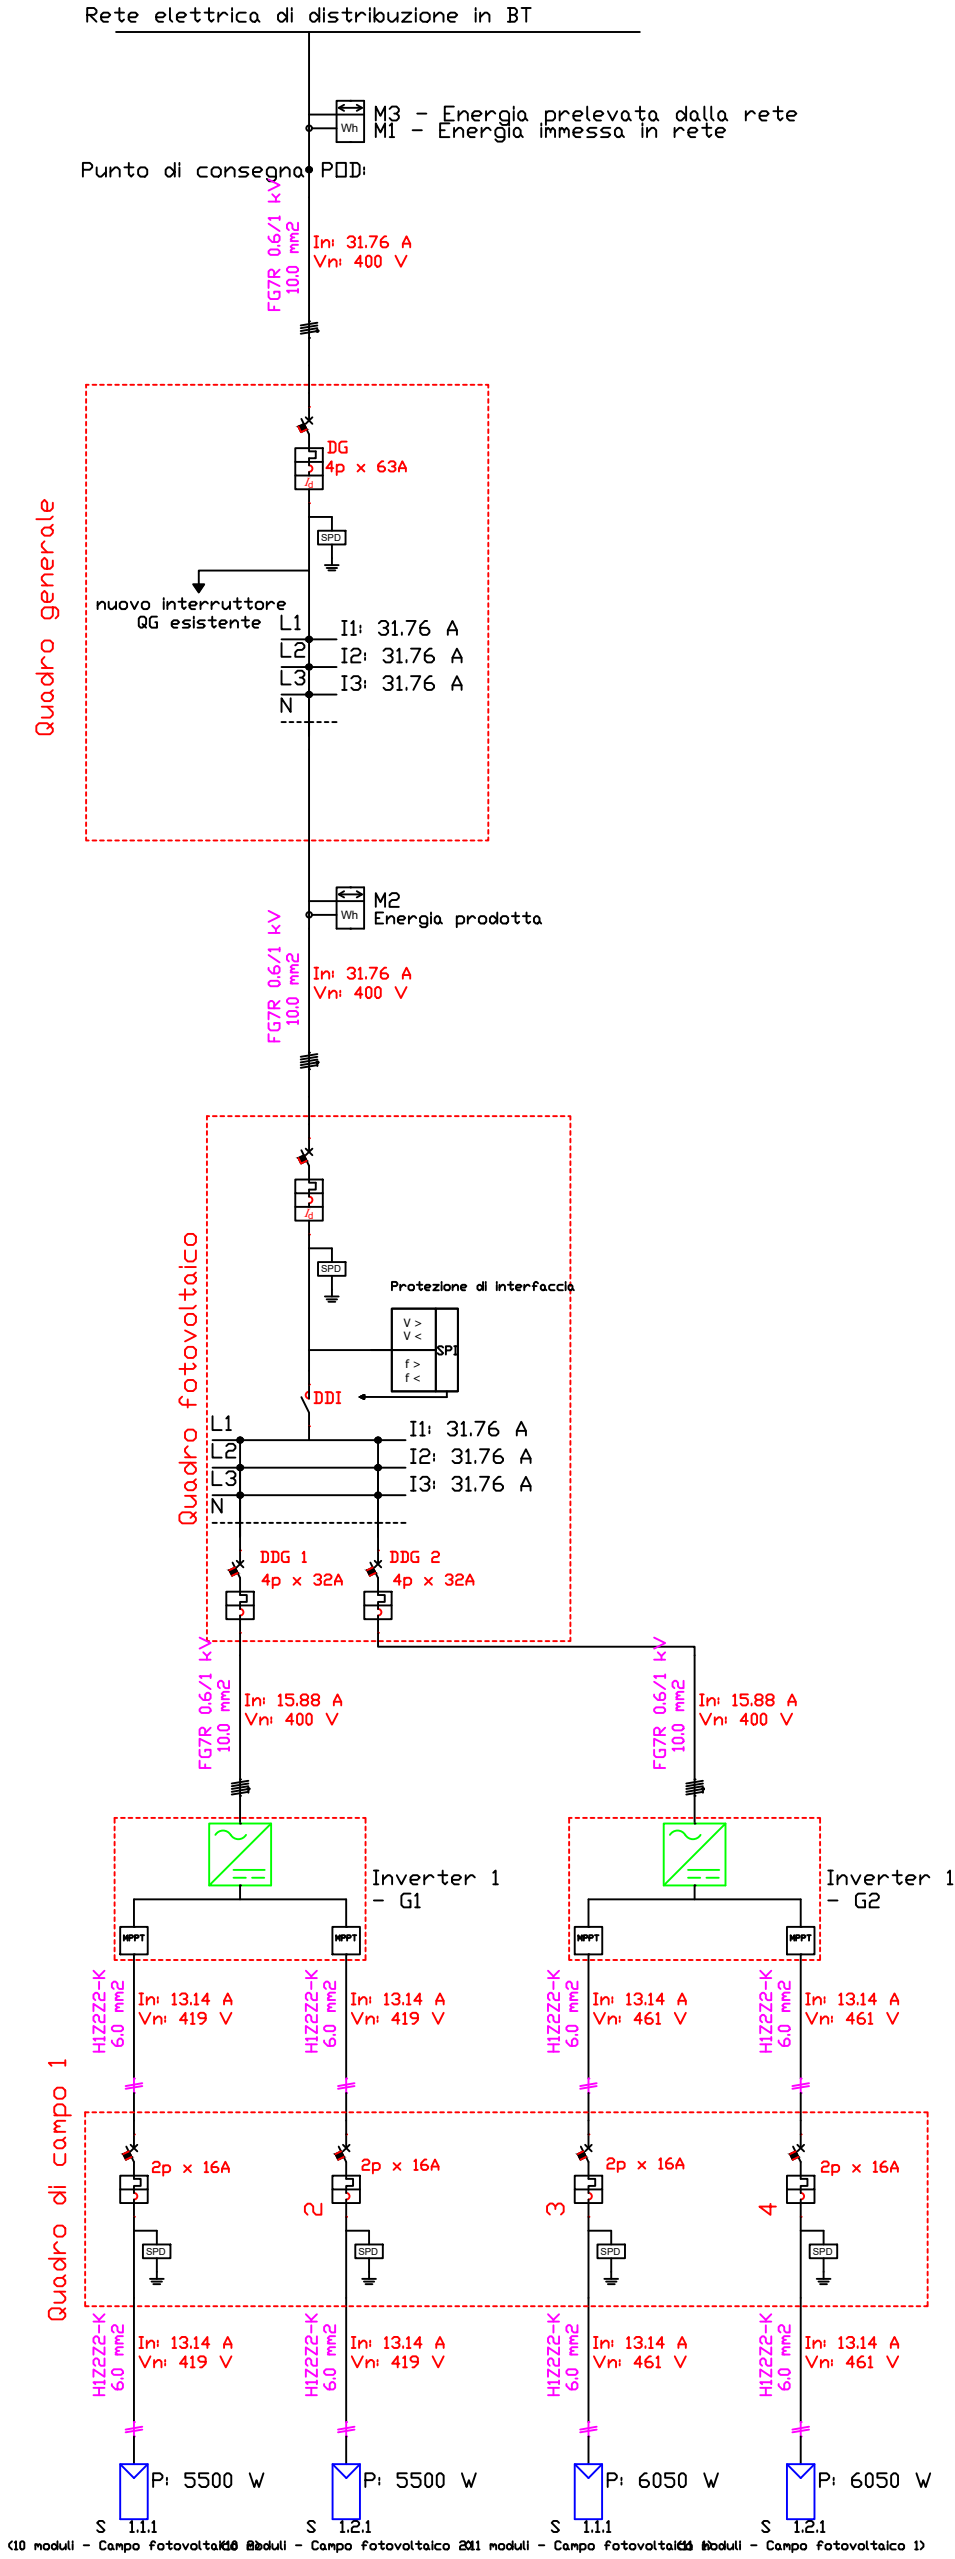 Rete elettrica di distribuzione in BT
M3 - Energia prelevata dalla rete
Wh
M1 - Energia immessa in rete
Punto di consegna POD:
FG7R 0.6/1 kV
10.0 mm2
In: 31.76 A
Vn: 400 V
Quadro generale
DG
4p x 63A
SPD
nuovo interruttore
QG esistente
L1
I1: 31.76 A
L2
I2: 31.76 A
L3
I3: 31.76 A
N
M2
Wh
Energia prodotta
FG7R 0.6/1 kV
10.0 mm2
In: 31.76 A
Vn: 400 V
Quadro fotovoltaico
SPD
Protezione di interfaccia
V >
V <
SPI
f >
f <
DDI
L1
I1: 31.76 A
L2
I2: 31.76 A
L3
I3: 31.76 A
N
DDG 1
4p x 32A
DDG 2
4p x 32A
FG7R 0.6/1 kV
10.0 mm2
In: 15.88 A
Vn: 400 V
FG7R 0.6/1 kV
10.0 mm2
In: 15.88 A
Vn: 400 V
Inverter 1
- G1
Inverter 1
- G2
MPPT
MPPT
MPPT
MPPT
H1Z2Z2-K
6.0 mm2
In: 13.14 A
Vn: 419 V
H1Z2Z2-K
6.0 mm2
In: 13.14 A
Vn: 419 V
H1Z2Z2-K
6.0 mm2
In: 13.14 A
Vn: 461 V
H1Z2Z2-K
6.0 mm2
In: 13.14 A
Vn: 461 V
Quadro di campo 1
2p x 16A
2p x 16A
2p x 16A
2p x 16A
2
3
4
SPD
SPD
SPD
SPD
H1Z2Z2-K
6.0 mm2
In: 13.14 A
Vn: 419 V
H1Z2Z2-K
6.0 mm2
In: 13.14 A
Vn: 419 V
H1Z2Z2-K
6.0 mm2
In: 13.14 A
Vn: 461 V
H1Z2Z2-K
6.0 mm2
In: 13.14 A
Vn: 461 V
P: 5500 W
P: 5500 W
P: 6050 W
P: 6050 W
S 1.1.1
S 1.2.1
S 1.1.1
S 1.2.1
(10 moduli - Campo fotovoltaico
moduli - Campo fotovoltaico 2)
(11 moduli - Campo fotovoltaico
moduli - Campo fotovoltaico 1)